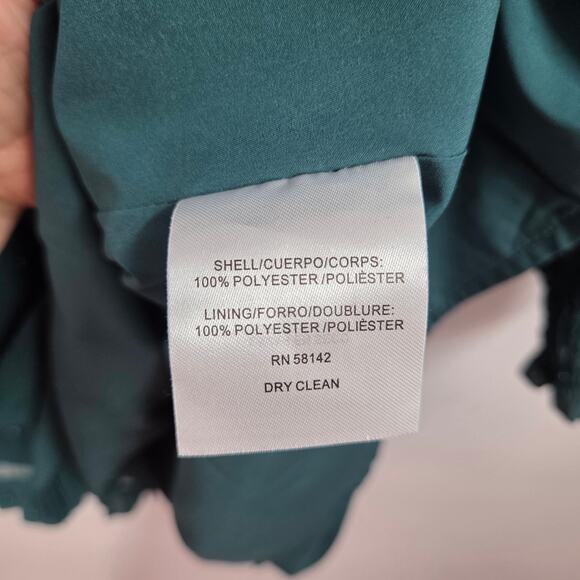 SHELL/CUERPO/CORPS:
100% POLYESTER/POLIÈSTER
LINING/FORRO/DOUBLURE:
100% POLYESTER/POLIÈSTER
RN 58142
DRY CLEAN